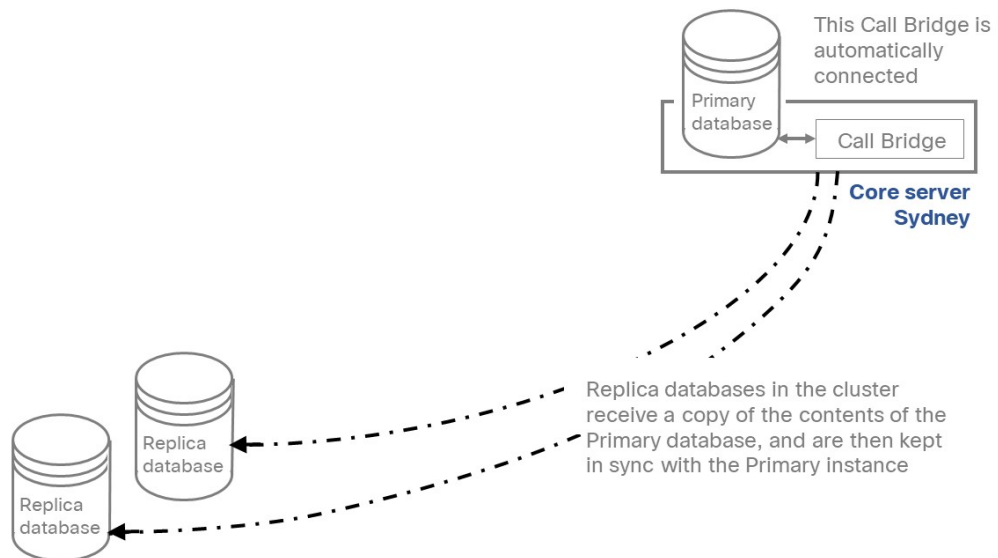 This Call Bridge is
automatically
connected
Primary
database
Call Bridge
Core server
Sydney
Replica databases in the cluster
receive a copy of the contents of the
Primary database, and are then kept
in sync with the Primary instance
Replica
database
Replica
database